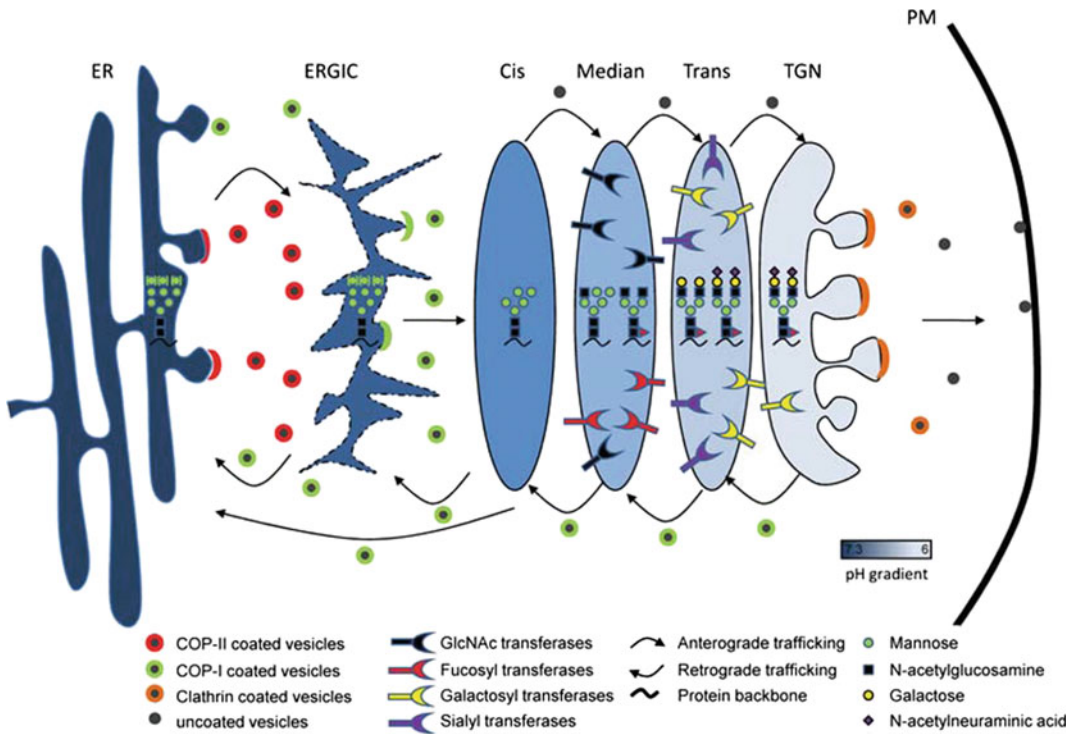 PM
ER
ERGIC
Cis
Median
Trans
TGN
7.3 6
pH gradient
COP-II coated vesicles
COP-I coated vesicles
Clathrin coated vesicles
uncoated vesicles
GlcNAc transferases
Fucosyl transferases
Galactosyl transferases
Sialyl transferases
Anterograde trafficking
Retrograde trafficking
Protein backbone
Mannose
N-acetylglucosamine
Galactose
N-acetylneuraminic acid